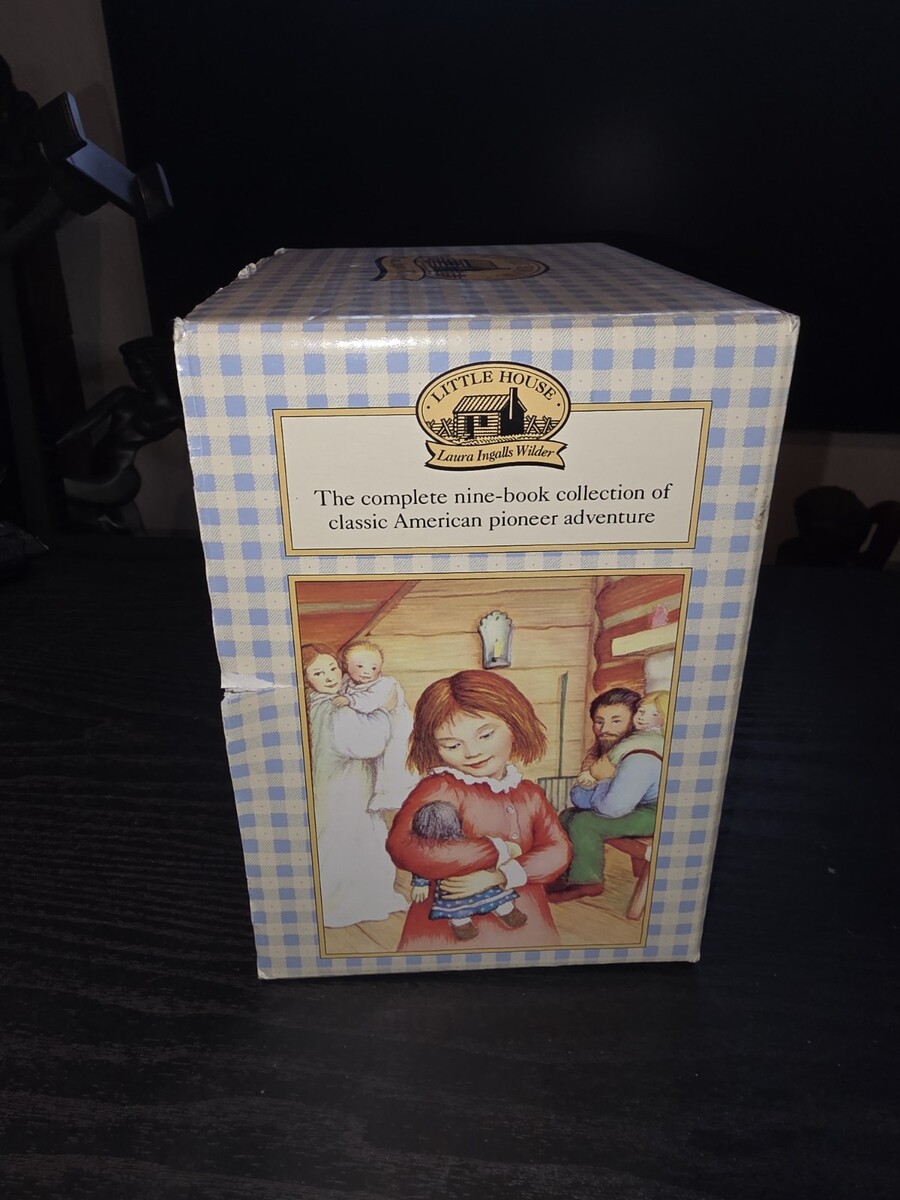 · LITTLE HOUSE ·
Laura Ingalls Wilder
The complete nine-book collection of
classic American pioneer adventure